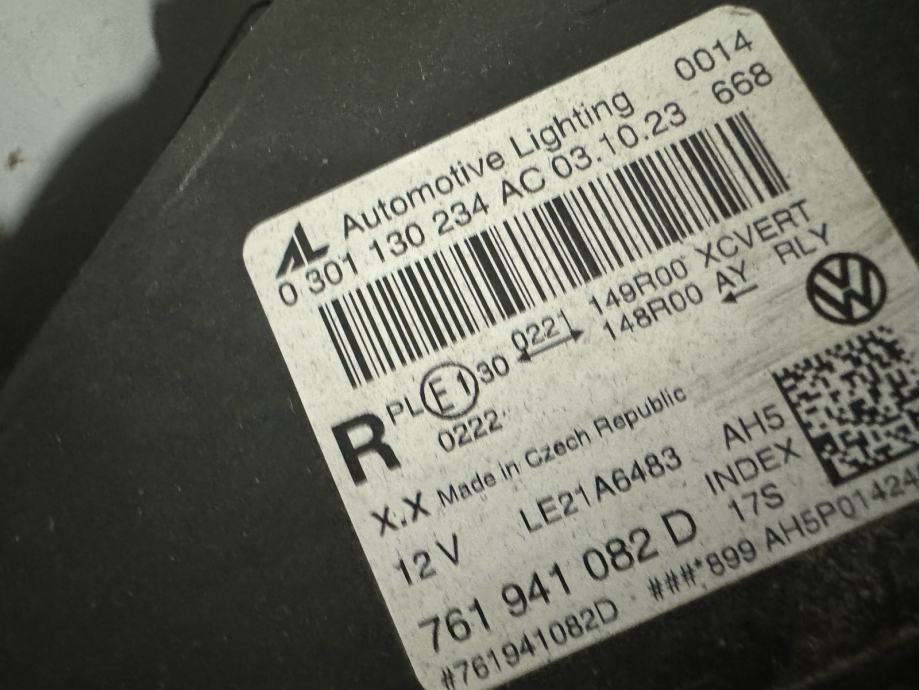 AL Automotive Lighting 0014
0 301 130 234 AC 03.10.23 668
0221 149R00 XCVERT
PL E1 30 148R00 AY RLY
R 0222
X.X Made in Czech Republic
12V LE21A6483 AH5
INDEX
761 941 082 D 17S
#761941082D ###*899 AH5P01424